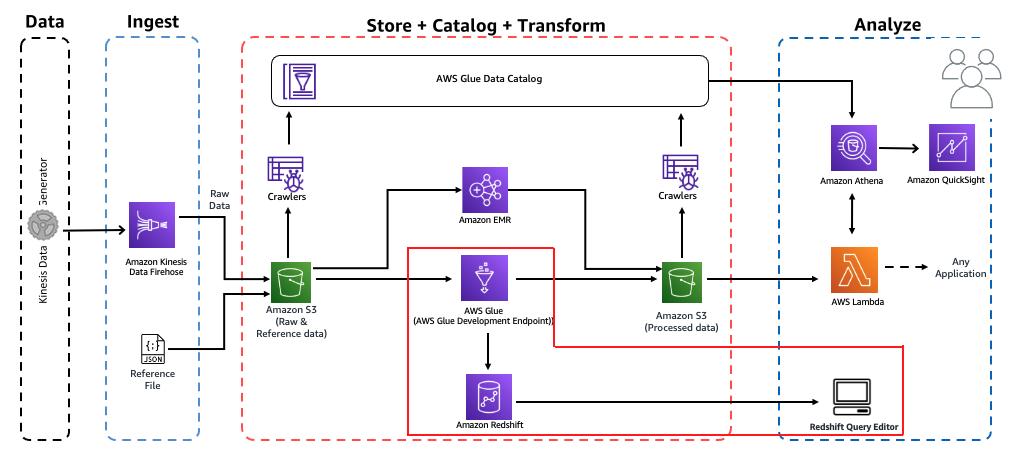 Data
Ingest
Store + Catalog + Transform
Analyze
AWS Glue Data Catalog
Kinesis Data Generator
Raw
Data
Crawlers
Crawlers
Amazon EMR
Amazon Athena
Amazon QuickSight
Amazon Kinesis
Data Firehose
Amazon S3
(Raw &
Reference data)
AWS Glue
(AWS Glue Development Endpoint))
Amazon S3
(Processed data)
AWS Lambda
Any
Application
{;}
JSON
Reference
File
Amazon Redshift
Redshift Query Editor